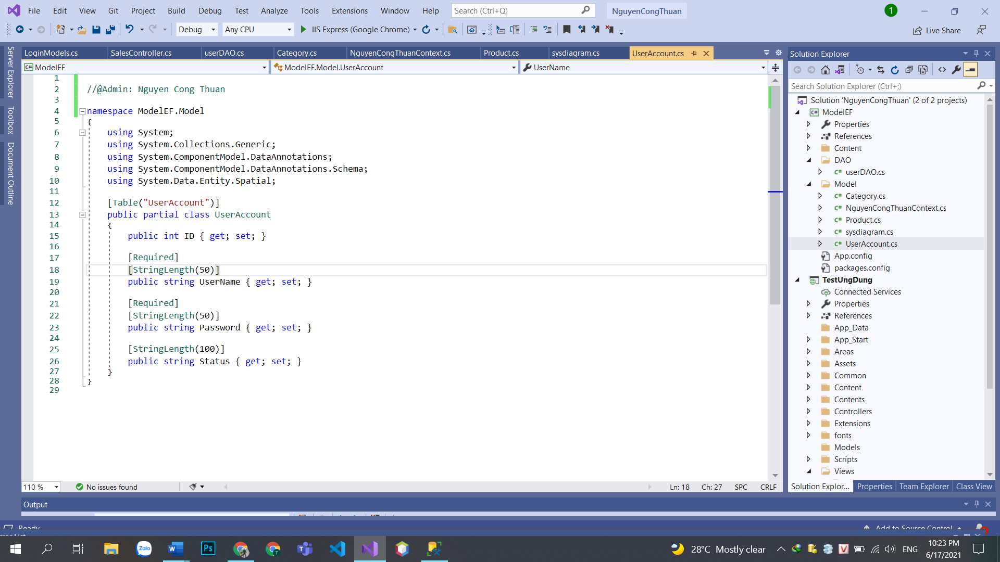 File Edit View Git Project Build Debug Test Analyze Tools Extensions Window Help Search (Ctrl+Q) NguyenCongThuan 1
Debug Any CPU IIS Express (Google Chrome) Live Share
Server Explorer
Toolbox
Document Outline
LoginModels.cs SalesController.cs userDAO.cs Category.cs NguyenCongThuanContext.cs Product.cs sysdiagram.cs UserAccount.cs
ModelEF ModelEF.Model.UserAccount UserName
1
2 //@Admin: Nguyen Cong Thuan
3
4 namespace ModelEF.Model
5 {
6 using System;
7 using System.Collections.Generic;
8 using System.ComponentModel.DataAnnotations;
9 using System.ComponentModel.DataAnnotations.Schema;
10 using System.Data.Entity.Spatial;
11
12 [Table("UserAccount")]
13 public partial class UserAccount
14 {
15 public int ID { get; set; }
16
17 [Required]
18 [StringLength(50)]
19 public string UserName { get; set; }
20
21 [Required]
22 [StringLength(50)]
23 public string Password { get; set; }
24
25 [StringLength(100)]
26 public string Status { get; set; }
27 }
28 }
29
110 % No issues found Ln: 18 Ch: 27 SPC CRLF
Solution Explorer
Search Solution Explorer (Ctrl+;)
Solution 'NguyenCongThuan' (2 of 2 projects)
ModelEF
Properties
References
Content
DAO
userDAO.cs
Model
Category.cs
NguyenCongThuanContext.cs
Product.cs
sysdiagram.cs
UserAccount.cs
App.config
packages.config
TestUngDung
Connected Services
Properties
References
App_Data
App_Start
Areas
Assets
Common
Content
Contents
Controllers
Extensions
fonts
Models
Scripts
Views
Solution Explor... Properties Team Explorer Class View
Output
Ready Add to Source Control
Zalo Ps 28°C Mostly clear ENG 10:23 PM
6/17/2021